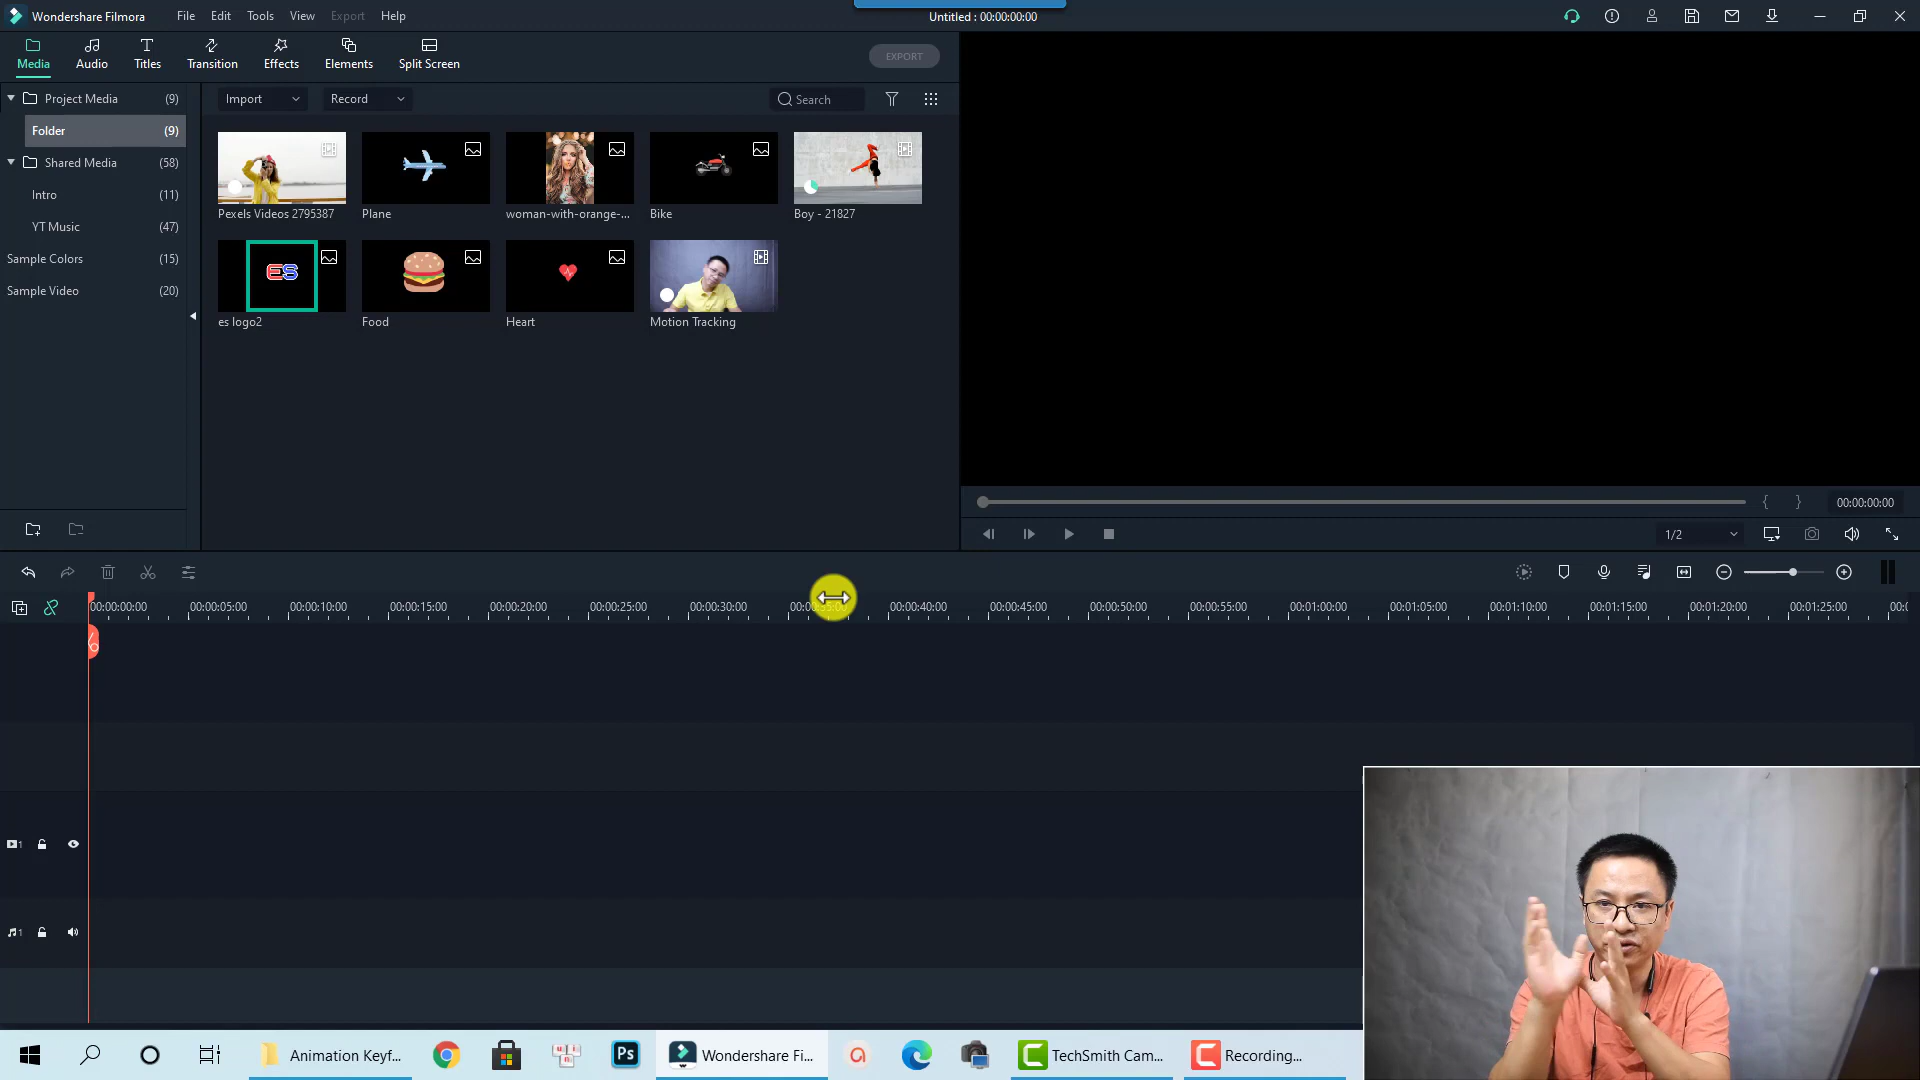 Wondershare Filmora
File Edit Tools View Export Help
Untitled : 00:00:00:00
Media Audio Titles Transition Effects Elements Split Screen
EXPORT
Project Media (9)
Folder (9)
Shared Media (58)
Intro (11)
YT Music (47)
Sample Colors (15)
Sample Video (20)
Import Record Search
Pexels Videos 2795387 Plane woman-with-orange-... Bike Boy - 21827
ES
es logo2 Food Heart Motion Tracking
{ } 00:00:00:00
1/2
00:00:00:00 00:00:05:00 00:00:10:00 00:00:15:00 00:00:20:00 00:00:25:00 00:00:30:00 00:00:35:00 00:00:40:00 00:00:45:00 00:00:50:00 00:00:55:00 00:01:00:00 00:01:05:00 00:01:10:00 00:01:15:00 00:01:20:00 00:01:25:00
1
1
Animation Keyf... Ps Wondershare Fi... TechSmith Cam... Recording...